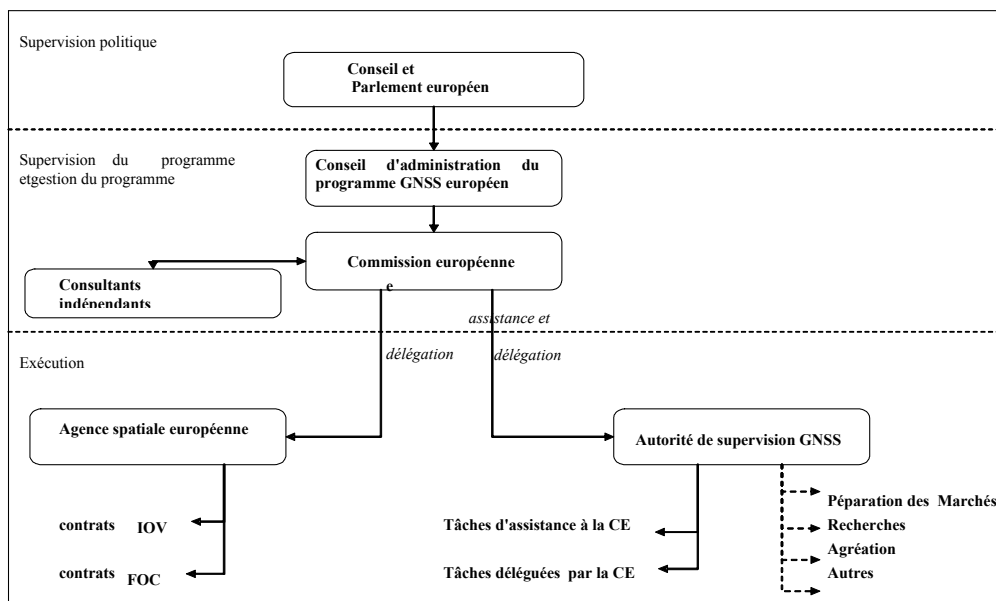 Supervision politique
Conseil et
Parlement européen
Supervision du programme
etgestion du programme
Conseil d'administration du
programme GNSS européen
Commission européenne
e
Consultants
indépendants
assistance et
délégation
délégation
Exécution
Agence spatiale européenne
Autorité de supervision GNSS
contrats IOV
contrats FOC
Tâches d'assistance à la CE
Tâches déléguées par la CE
Péparation des Marchés
Recherches
Agréation
Autres